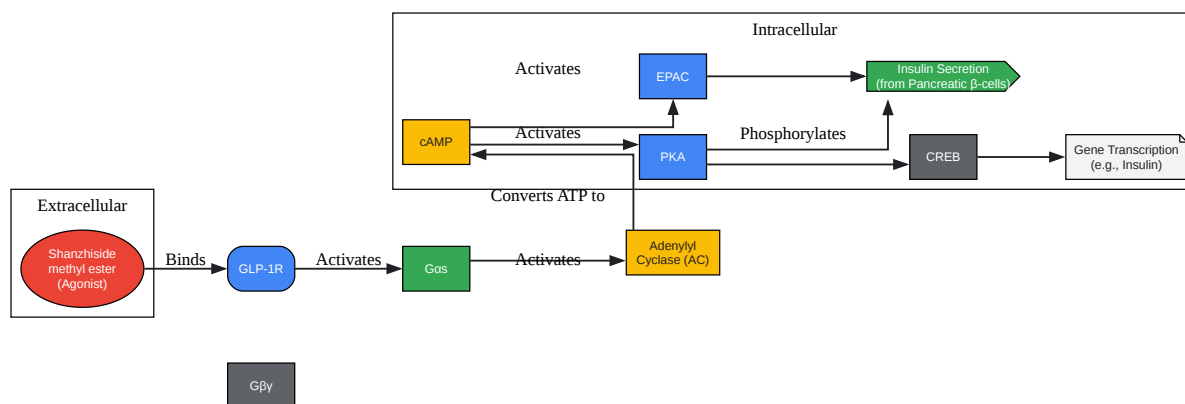 Intracellular
Activates
EPAC
Insulin Secretion
(from Pancreatic β-cells)
cAMP
Activates
PKA
Phosphorylates
CREB
Gene Transcription
(e.g., Insulin)
Converts ATP to
Extracellular
Shanzhiside
methyl ester
(Agonist)
Binds
GLP-1R
Activates
Gαs
Activates
Adenylyl
Cyclase (AC)
Gβγ